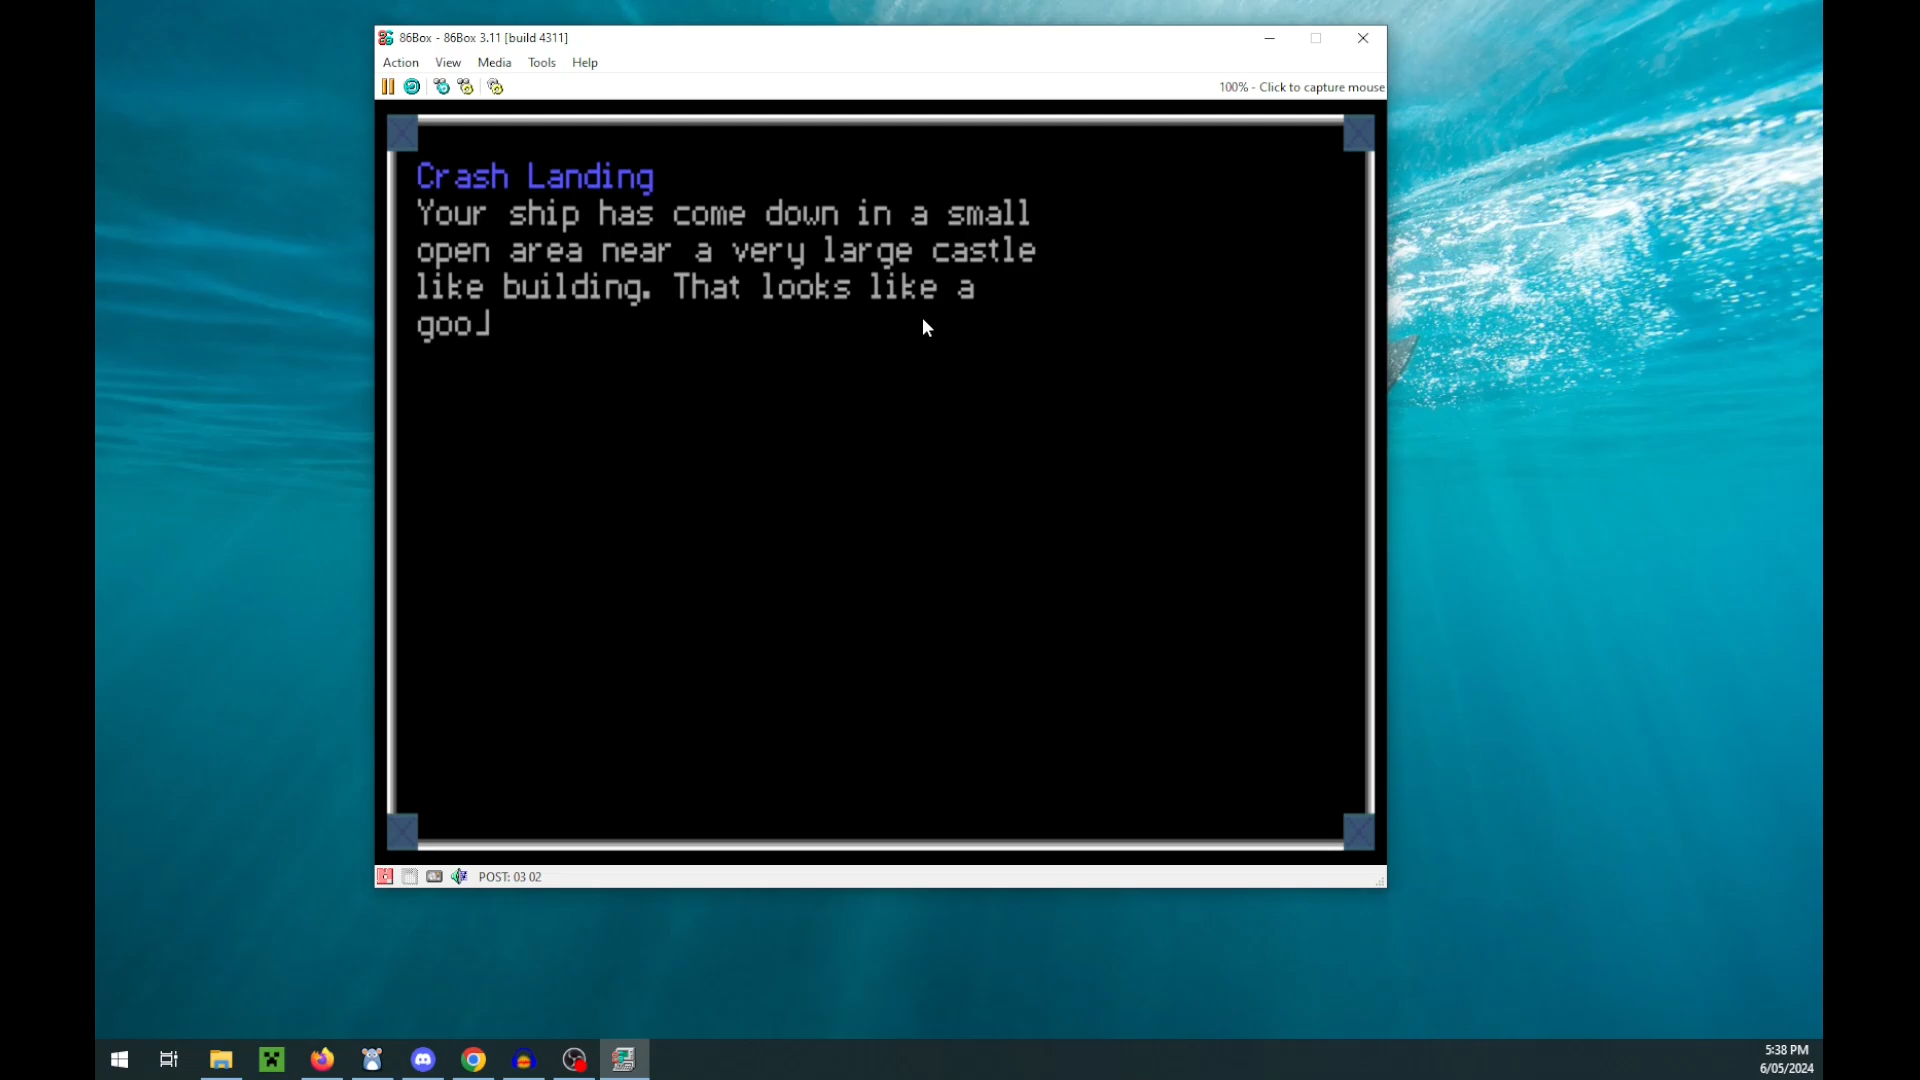 86Box - 86Box 3.11 [build 4311]
Action View Media Tools Help
100% - Click to capture mouse
Crash Landing
Your ship has come down in a small
open area near a very large castle
like building. That looks like a
goo
POST: 03 02
5:38 PM
6/05/2024